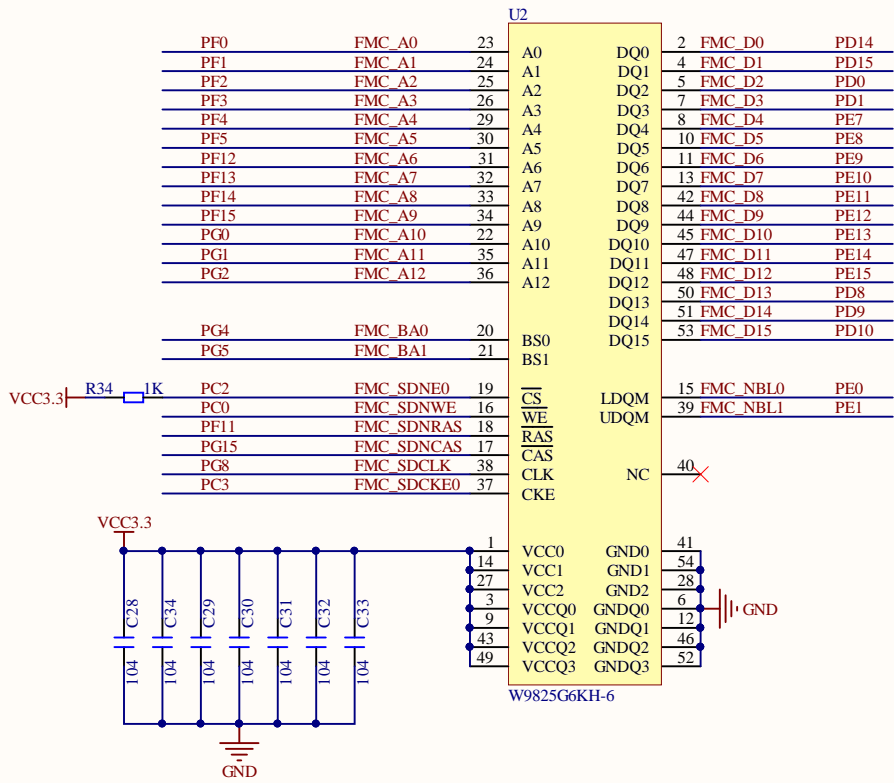 U2
PF0 FMC_A0 23 A0 DQ0 2 FMC_D0 PD14
PF1 FMC_A1 24 A1 DQ1 4 FMC_D1 PD15
PF2 FMC_A2 25 A2 DQ2 5 FMC_D2 PD0
PF3 FMC_A3 26 A3 DQ3 7 FMC_D3 PD1
PF4 FMC_A4 29 A4 DQ4 8 FMC_D4 PE7
PF5 FMC_A5 30 A5 DQ5 10 FMC_D5 PE8
PF12 FMC_A6 31 A6 DQ6 11 FMC_D6 PE9
PF13 FMC_A7 32 A7 DQ7 13 FMC_D7 PE10
PF14 FMC_A8 33 A8 DQ8 42 FMC_D8 PE11
PF15 FMC_A9 34 A9 DQ9 44 FMC_D9 PE12
PG0 FMC_A10 22 A10 DQ10 45 FMC_D10 PE13
PG1 FMC_A11 35 A11 DQ11 47 FMC_D11 PE14
PG2 FMC_A12 36 A12 DQ12 48 FMC_D12 PE15
DQ13 50 FMC_D13 PD8
DQ14 51 FMC_D14 PD9
PG4 FMC_BA0 20 BS0 DQ15 53 FMC_D15 PD10
PG5 FMC_BA1 21 BS1
VCC3.3 R34 1K PC2 FMC_SDNE0 19 CS LDQM 15 FMC_NBL0 PE0
PC0 FMC_SDNWE 16 WE UDQM 39 FMC_NBL1 PE1
PF11 FMC_SDNRAS 18 RAS
PG15 FMC_SDNCAS 17 CAS
PG8 FMC_SDCLK 38 CLK NC 40
PC3 FMC_SDCKE0 37 CKE
VCC3.3
1 VCC0 GND0 41
14 VCC1 GND1 54
27 VCC2 GND2 28
3 VCCQ0 GNDQ0 6 GND
9 VCCQ1 GNDQ1 12
43 VCCQ2 GNDQ2 46
49 VCCQ3 GNDQ3 52
C28 C34 C29 C30 C31 C32 C33
104 104 104 104 104 104 104
W9825G6KH-6
GND